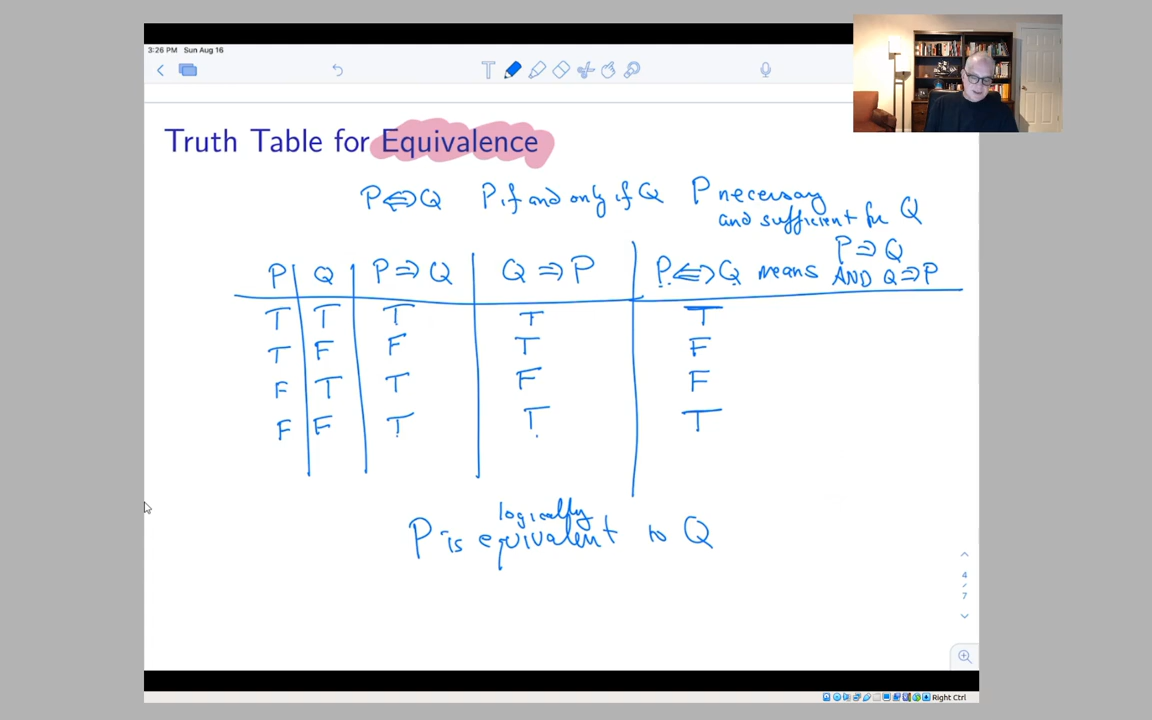 3:26 PM Sun Aug 16
Truth Table for Equivalence
P⇔Q P if and only if Q P necessary
and sufficient for Q
P⇒Q
P Q P⇒Q Q⇒P P⇔Q means AND Q⇒P
T T T T T
T F F T F
F T T F F
F F T T T
logically
P is equivalent to Q
4
7
Right Ctrl